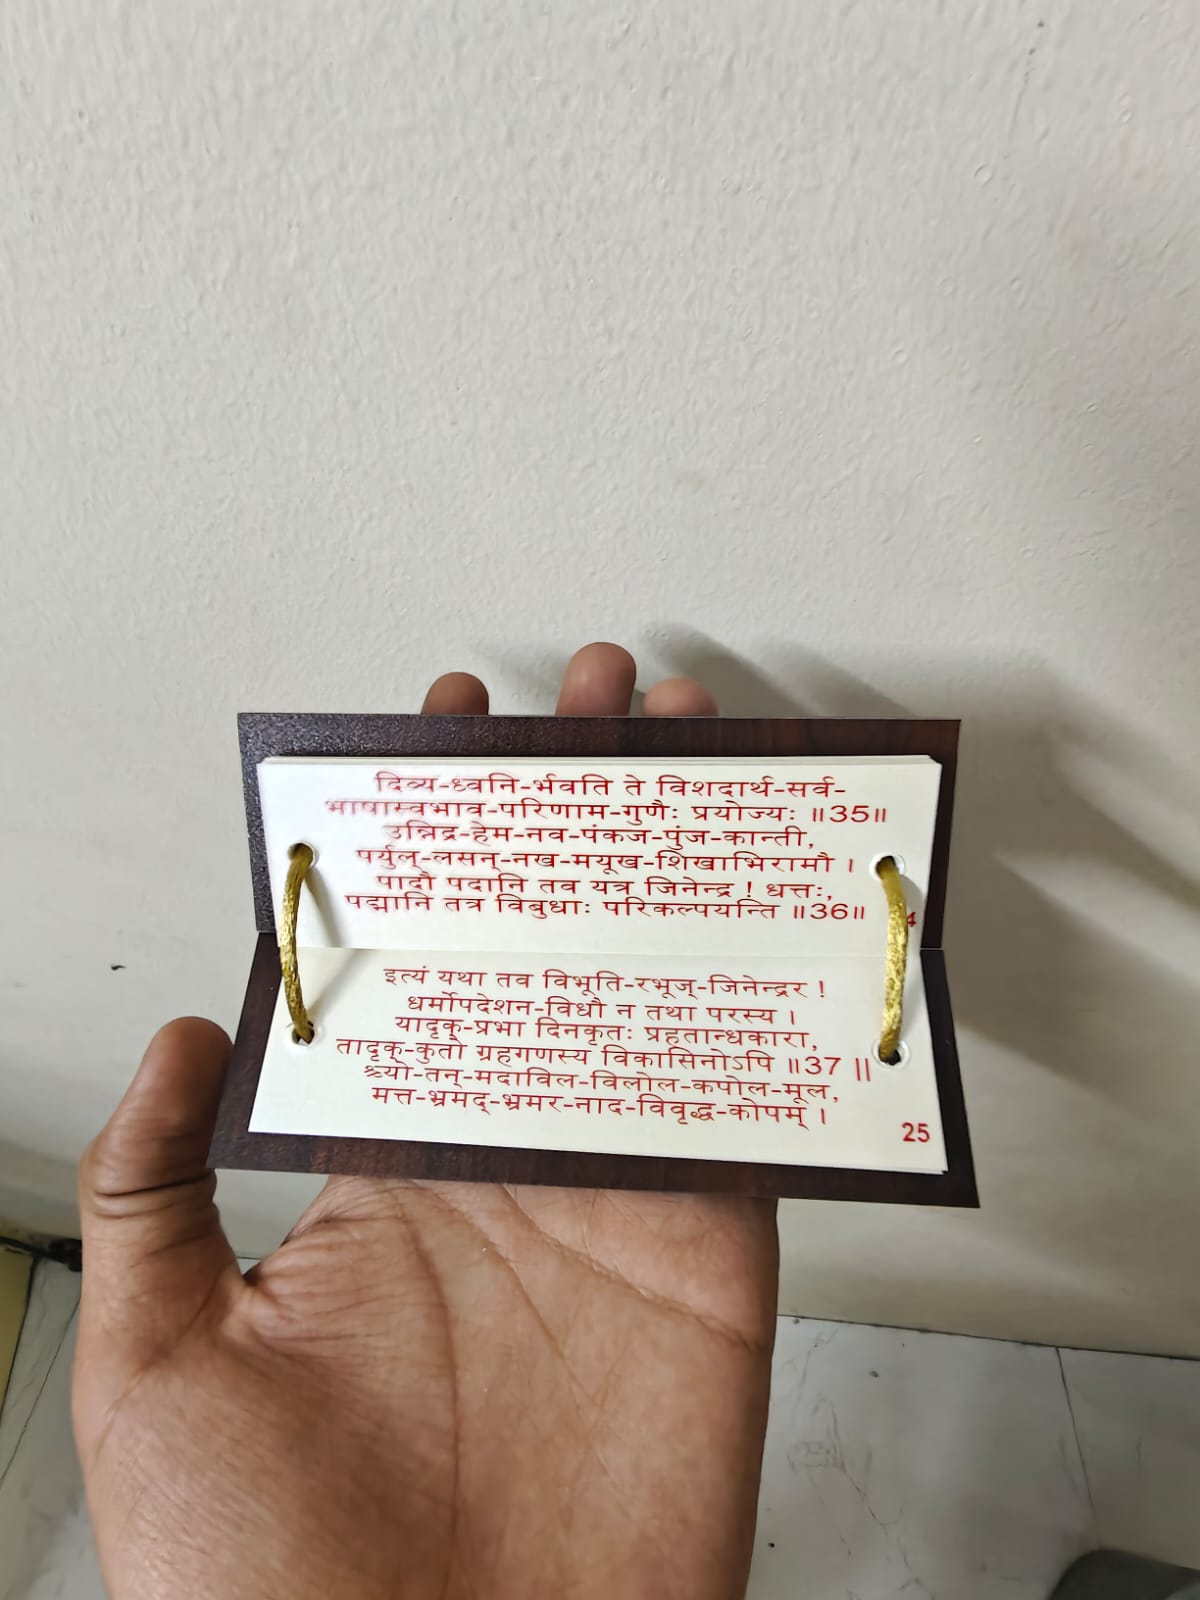 दिव्य-ध्वनि-र्भवति ते विशदार्थ-सर्व-
भाषास्वभाव-परिणाम-गुणैः प्रयोज्यः ॥35॥
उन्निद्र-हेम-नव-पंकज-पुंज-कान्ती,
पर्युल्-लसन्-नख-मयूख-शिखाभिरामौ ।
पादौ पदानि तव यत्र जिनेन्द्र ! धत्तः,
पद्मानि तत्र विबुधाः परिकल्पयन्ति ॥36॥
4
इत्यं यथा तव विभूति-रभूज्-जिनेन्द्रर !
धर्मोपदेशन-विधौ न तथा परस्य ।
यादृक्-प्रभा दिनकृतः प्रहतान्धकारा,
तादृक्-कुतो ग्रहगणस्य विकासिनोऽपि ॥37 ||
श्च्यो-तन्-मदाविल-विलोल-कपोल-मूल,
मत्त-भ्रमद्-भ्रमर-नाद-विवृद्ध-कोपम् ।
25